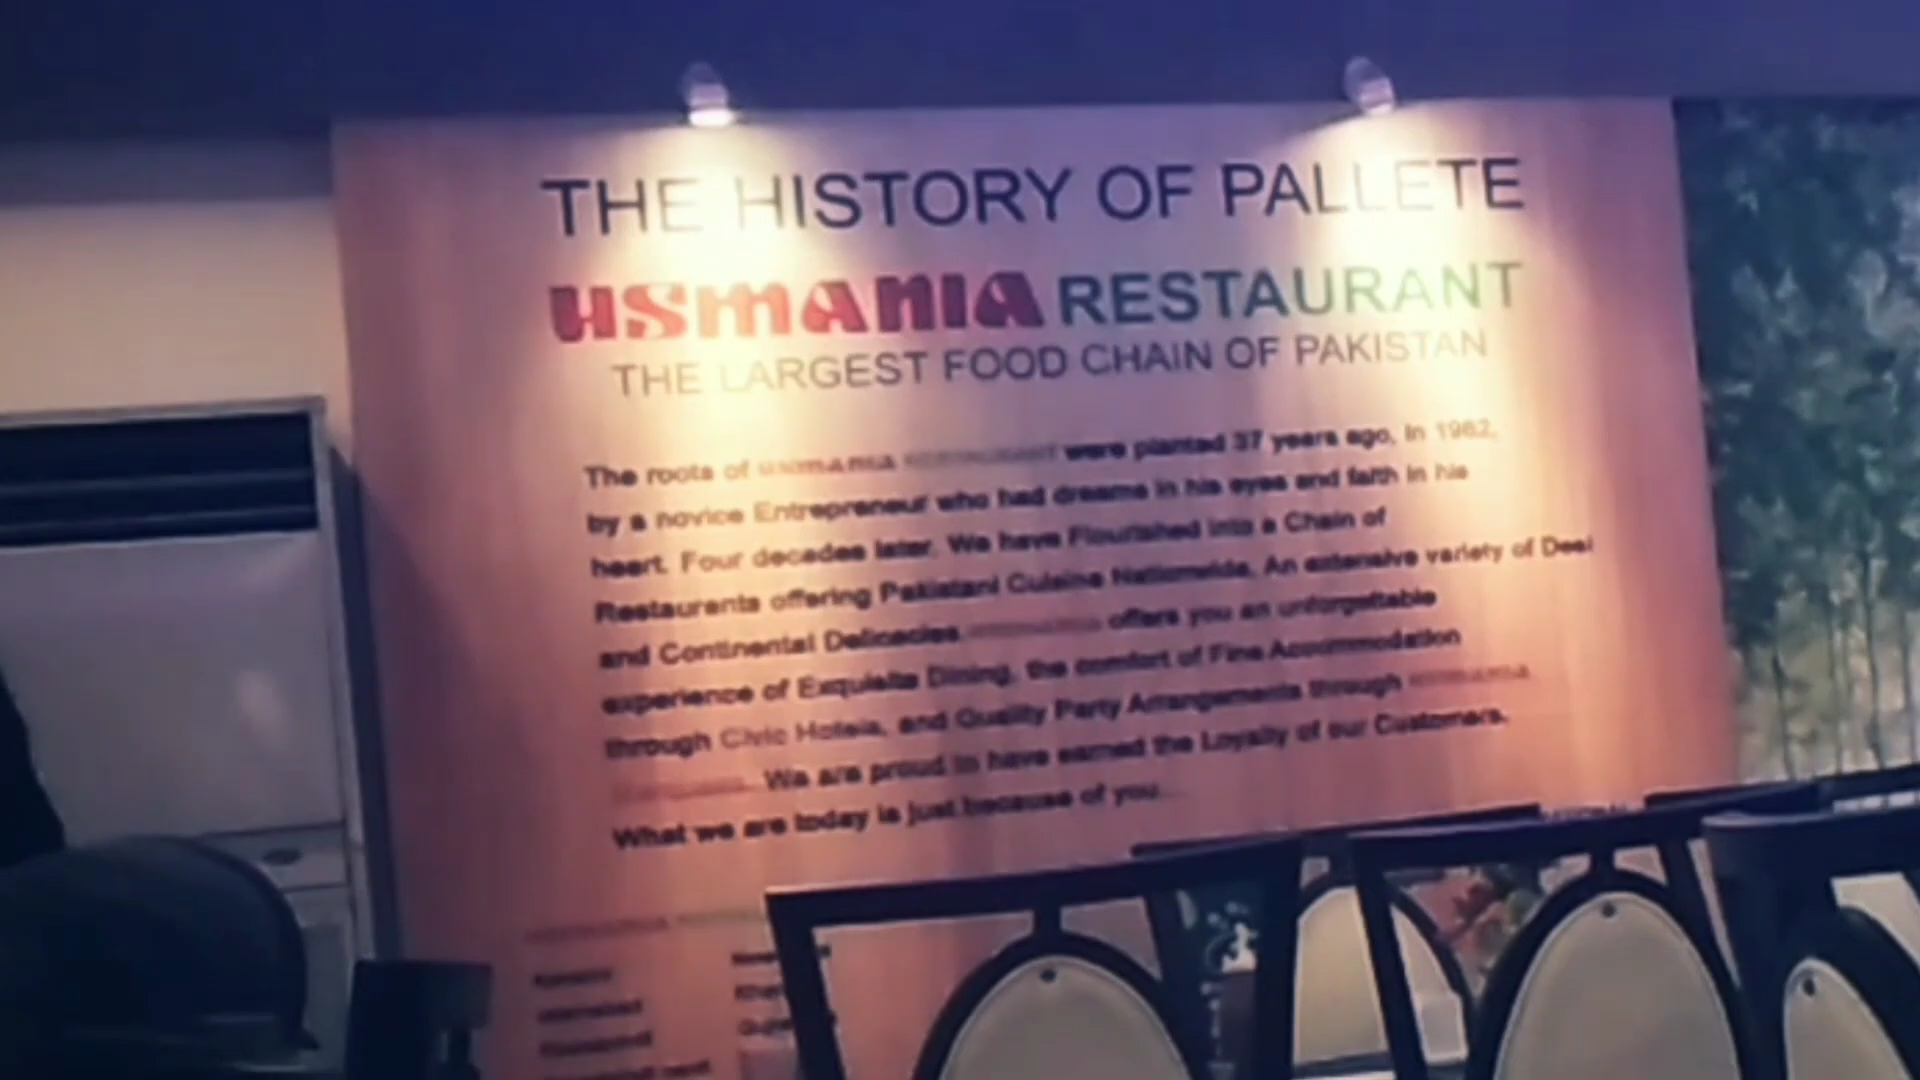 THE HISTORY OF PALLETE
USMANIA RESTAURANT
THE LARGEST FOOD CHAIN OF PAKISTAN
The roots of USMANIA RESTAURANT were planted 37 years ago, in 1982,
by a novice Entrepreneur who had dreams in his eyes and faith in his
heart. Four decades later. We have Flourished into a Chain of
Restaurants offering Pakistani Cuisine Nationwide. An extensive variety of Desi
and Continental Delicacies. offers you an unforgettable
experience of Exquisite Dining, the comfort of Fine Accommodation
through Civic Hotels, and Quality Party Arrangements through USMANIA
We are proud to have earned the Loyalty of our Customers.
What we are today is just because of you.